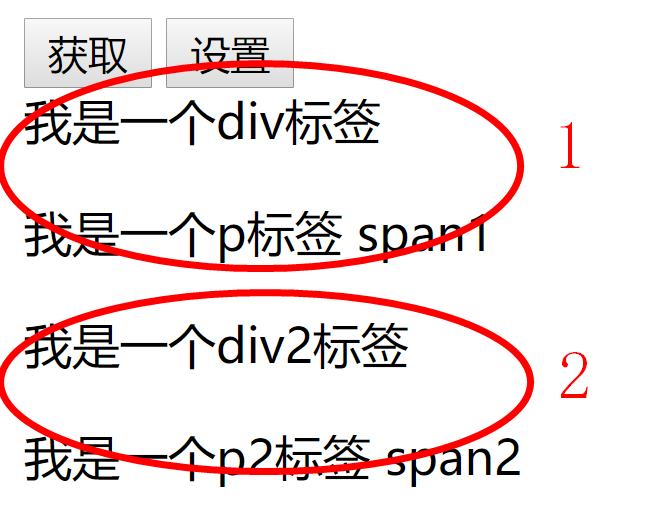 获取 设置
我是一个div标签
1
我是一个p标签 span1
我是一个div2标签
2
我是一个p2标签 span2